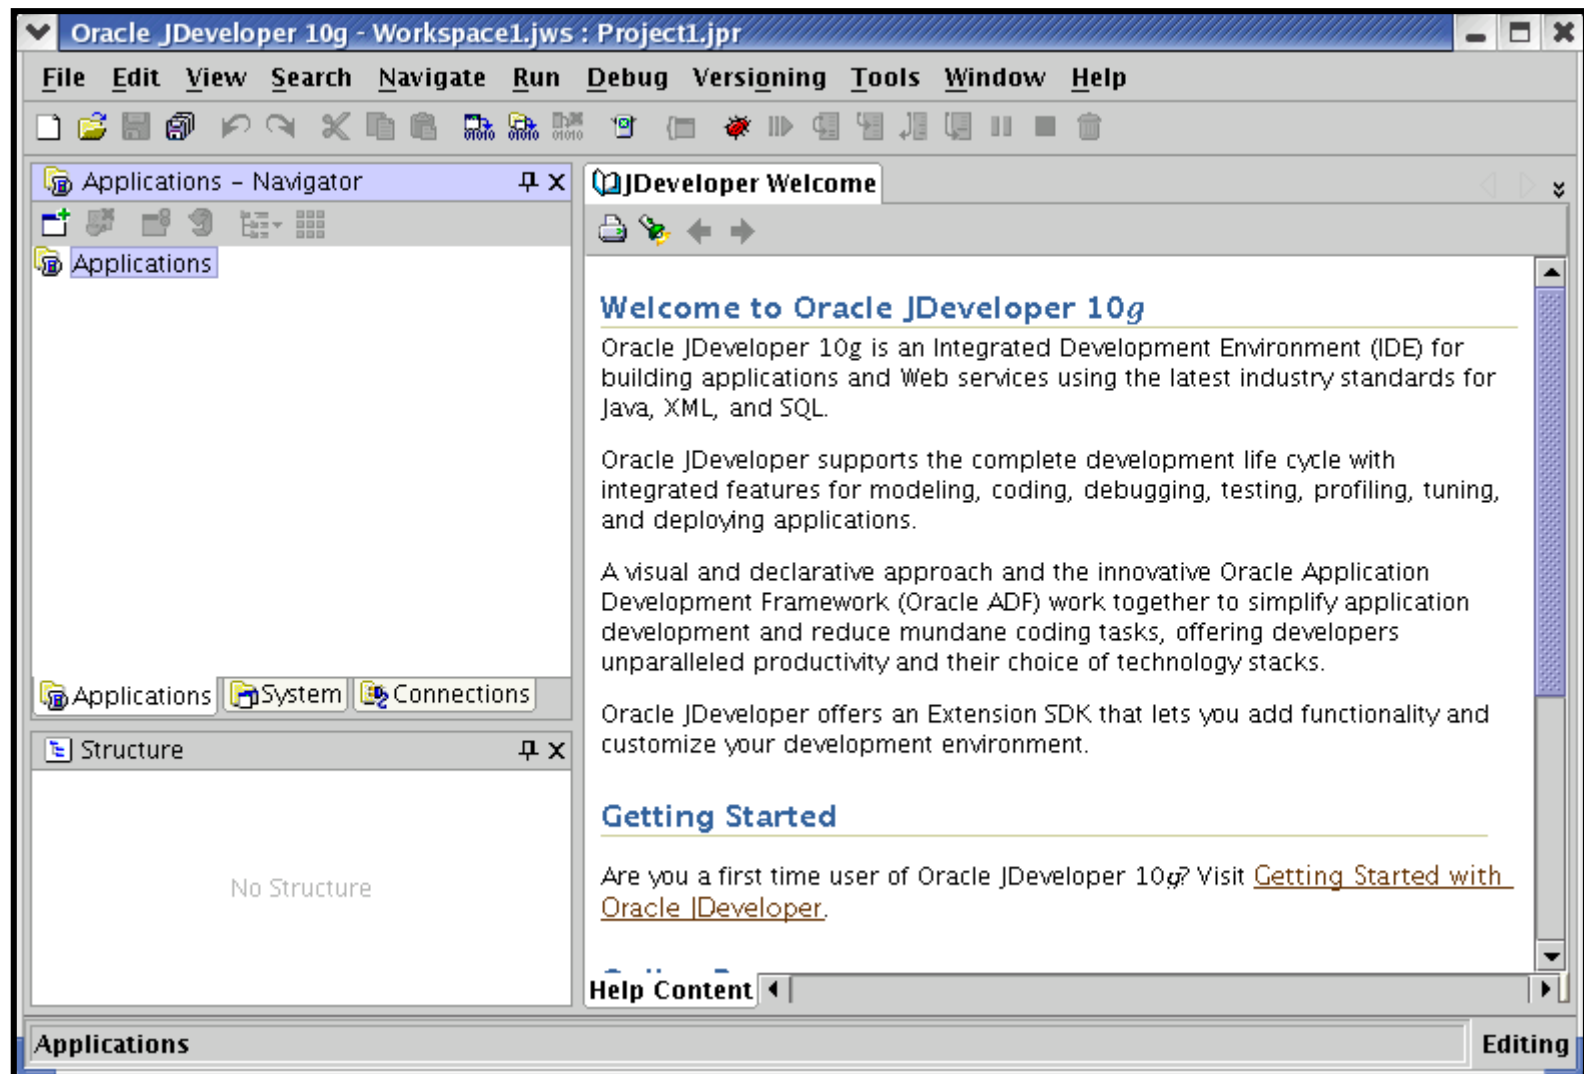 Oracle JDeveloper 10g - Workspace1.jws : Project1.jpr
File Edit View Search Navigate Run Debug Versioning Tools Window Help
Applications – Navigator
Applications
Applications System Connections
Structure
No Structure
JDeveloper Welcome
Welcome to Oracle JDeveloper 10g
Oracle JDeveloper 10g is an Integrated Development Environment (IDE) for
building applications and Web services using the latest industry standards for
Java, XML, and SQL.
Oracle JDeveloper supports the complete development life cycle with
integrated features for modeling, coding, debugging, testing, profiling, tuning,
and deploying applications.
A visual and declarative approach and the innovative Oracle Application
Development Framework (Oracle ADF) work together to simplify application
development and reduce mundane coding tasks, offering developers
unparalleled productivity and their choice of technology stacks.
Oracle JDeveloper offers an Extension SDK that lets you add functionality and
customize your development environment.
Getting Started
Are you a first time user of Oracle JDeveloper 10g? Visit Getting Started with
Oracle JDeveloper.
Help Content
Applications
Editing